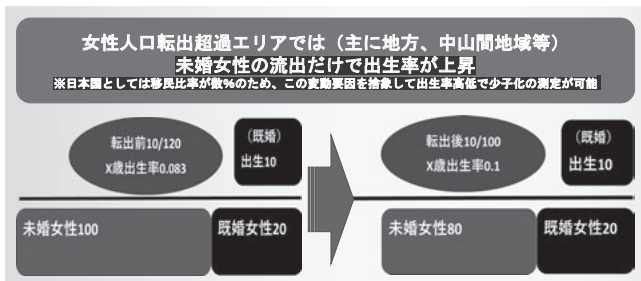 女性人口転出超過エリアでは（主に地方、中山間地域等）
未婚女性の流出だけで出生率が上昇
※日本国としては移民比率が数％のため、この変動要因を捨象して出生率高低で少子化の測定が可能
転出前10/120
X歳出生率0.083
（既婚）
出生10
未婚女性100
既婚女性20
転出後10/100
X歳出生率0.1
（既婚）
出生10
未婚女性80
既婚女性20